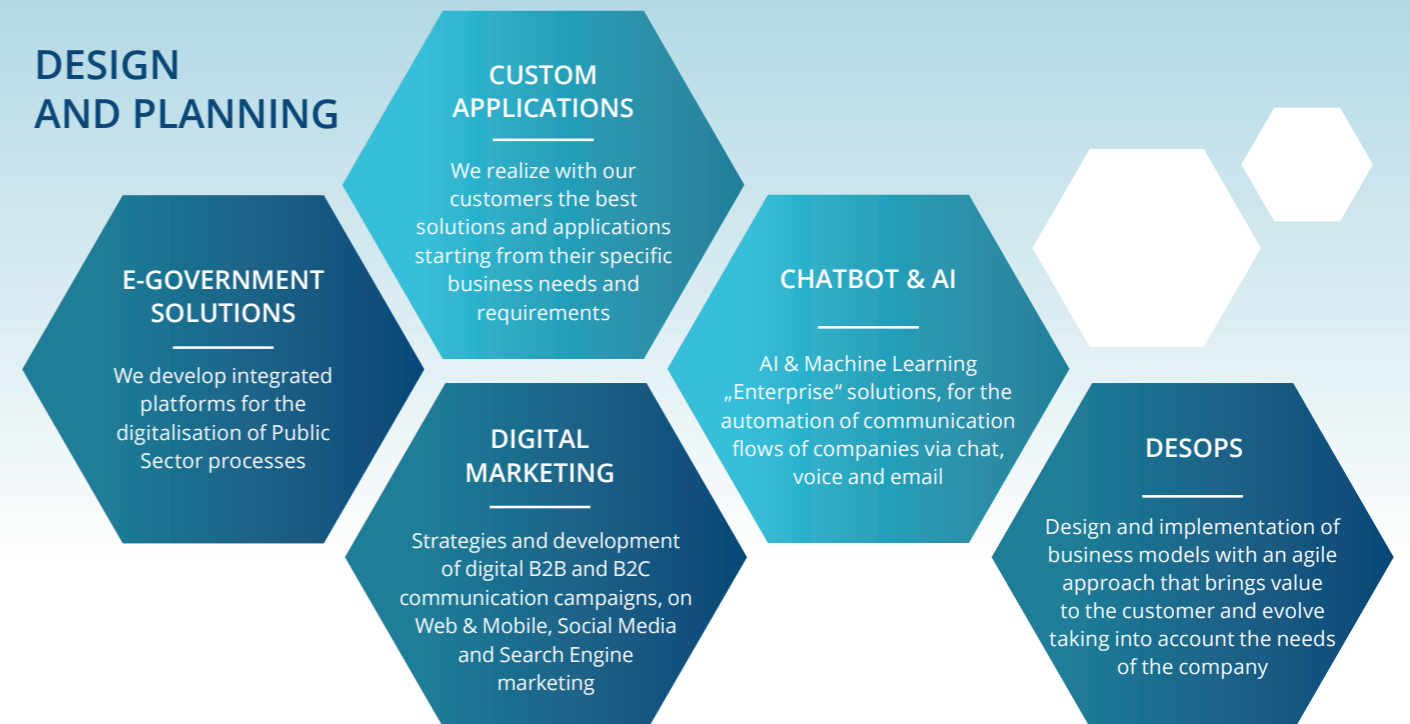 DESIGN
AND PLANNING
CUSTOM
APPLICATIONS
We realize with our
customers the best
solutions and applications
starting from their specific
business needs and
requirements
E-GOVERNMENT
SOLUTIONS
We develop integrated
platforms for the
digitalisation of Public
Sector processes
CHATBOT & AI
AI & Machine Learning
„Enterprise“ solutions, for the
automation of communication
flows of companies via chat,
voice and email
DIGITAL
MARKETING
Strategies and development
of digital B2B and B2C
communication campaigns, on
Web & Mobile, Social Media
and Search Engine
marketing
DESOPS
Design and implementation of
business models with an agile
approach that brings value
to the customer and evolve
taking into account the needs
of the company